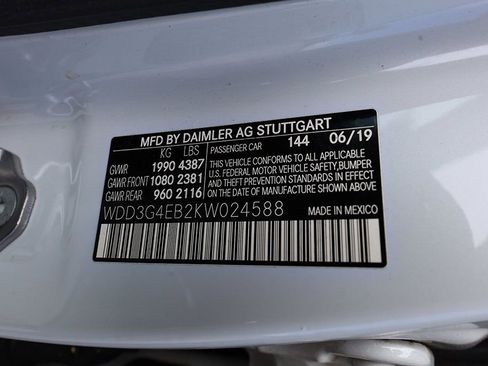 MFD BY DAIMLER AG STUTTGART
KG LBS
PASSENGER CAR 144 06/19
GVWR 1990 4387
GAWR FRONT 1080 2381
GAWR REAR 960 2116
THIS VEHICLE CONFORMS TO ALL APPLICABLE
U.S. FEDERAL MOTOR VEHICLE SAFETY,BUMPER
AND THEFT PREVENTION STANDARDS IN EFFECT
ON THE DATE OF MANUFACTURE SHOWN ABOVE
WDD3G4EB2KW024588
MADE IN MEXICO